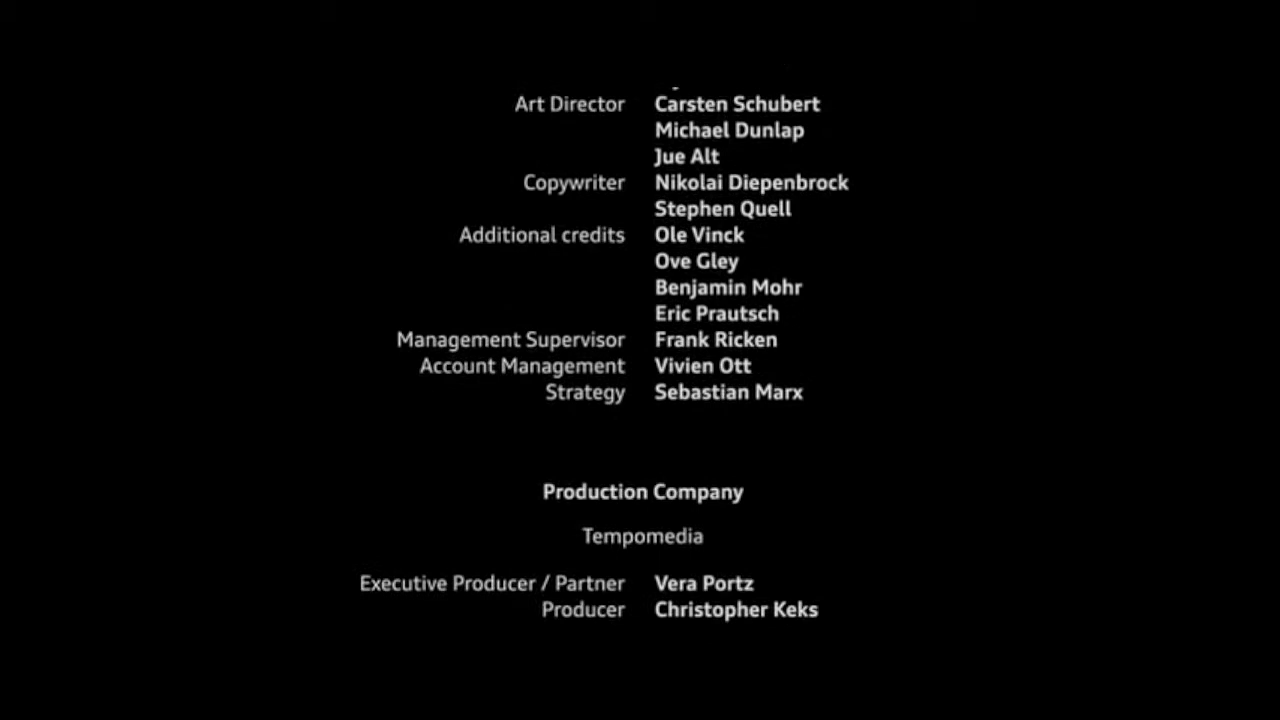 Art Director Carsten Schubert
Michael Dunlap
Jue Alt
Copywriter Nikolai Diepenbrock
Stephen Quell
Additional credits Ole Vinck
Ove Gley
Benjamin Mohr
Eric Prautsch
Management Supervisor Frank Ricken
Account Management Vivien Ott
Strategy Sebastian Marx
Production Company
Tempomedia
Executive Producer / Partner Vera Portz
Producer Christopher Keks